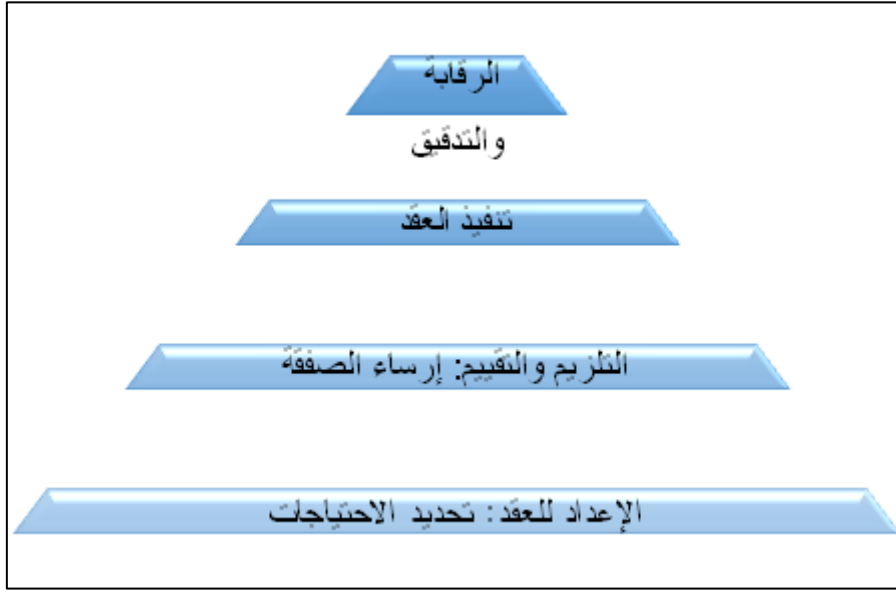 الرقابة
والتدقيق
تنفيذ العقد
التلزيم والتقييم: إرساء الصفقة
الإعداد للعقد: تحديد الاحتياجات